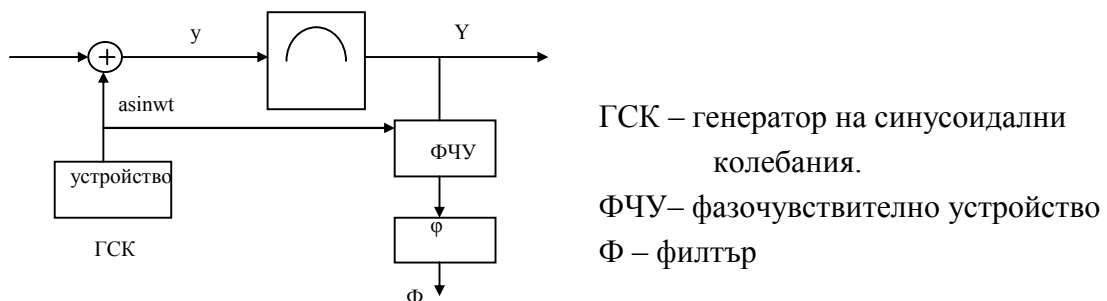 y
Y
asinwt
ФЧУ
устройство
φ
ГСК
Ф
ГСК – генератор на синусоидални
колебания.
ФЧУ– фазочувствително устройство
Ф – филтър